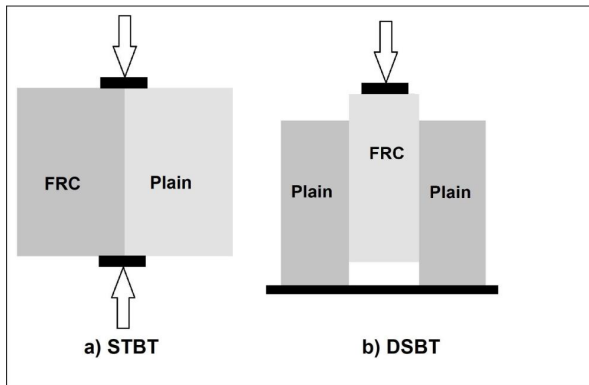 FRC
Plain
a) STBT
FRC
Plain
Plain
b) DSBT